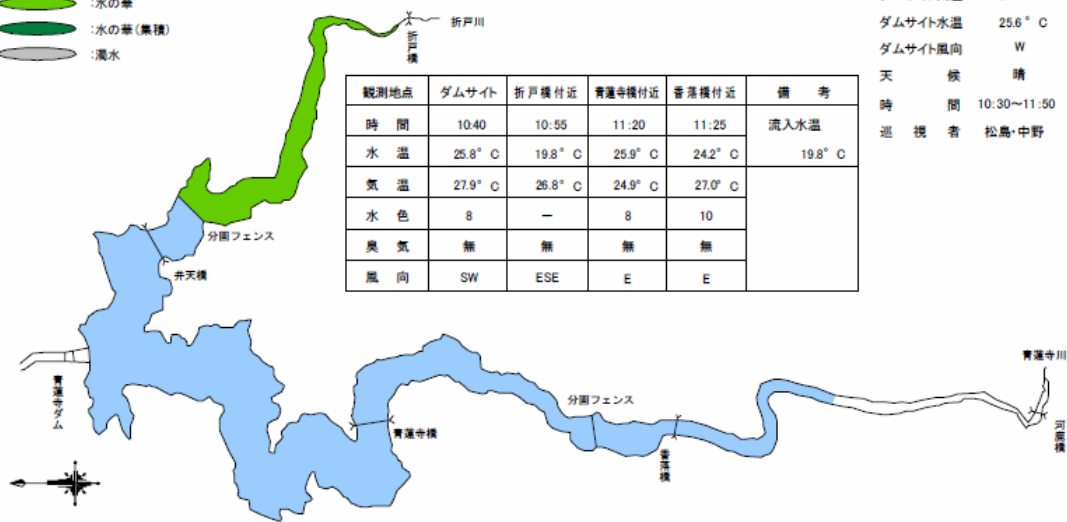 :水の華
:水の華(集積)
:濁水
折戸川
折戸橋
ダムサイト水温 25.6°C
ダムサイト風向 W
天候 晴
時間 10:30~11:50
巡視者 松島・中野
観測地点 ダムサイト 折戸橋付近 青蓮寺橋付近 香落橋付近 備考
時間 10:40 10:55 11:20 11:25 流入水温
水温 25.8°C 19.8°C 25.9°C 24.2°C 19.8°C
気温 27.9°C 26.8°C 24.9°C 27.0°C
水色 8 － 8 10
臭気 無 無 無 無
風向 SW ESE E E
分画フェンス
弁天橋
青蓮寺ダム
青蓮寺橋
分画フェンス
香落橋
青蓮寺川
河鹿橋